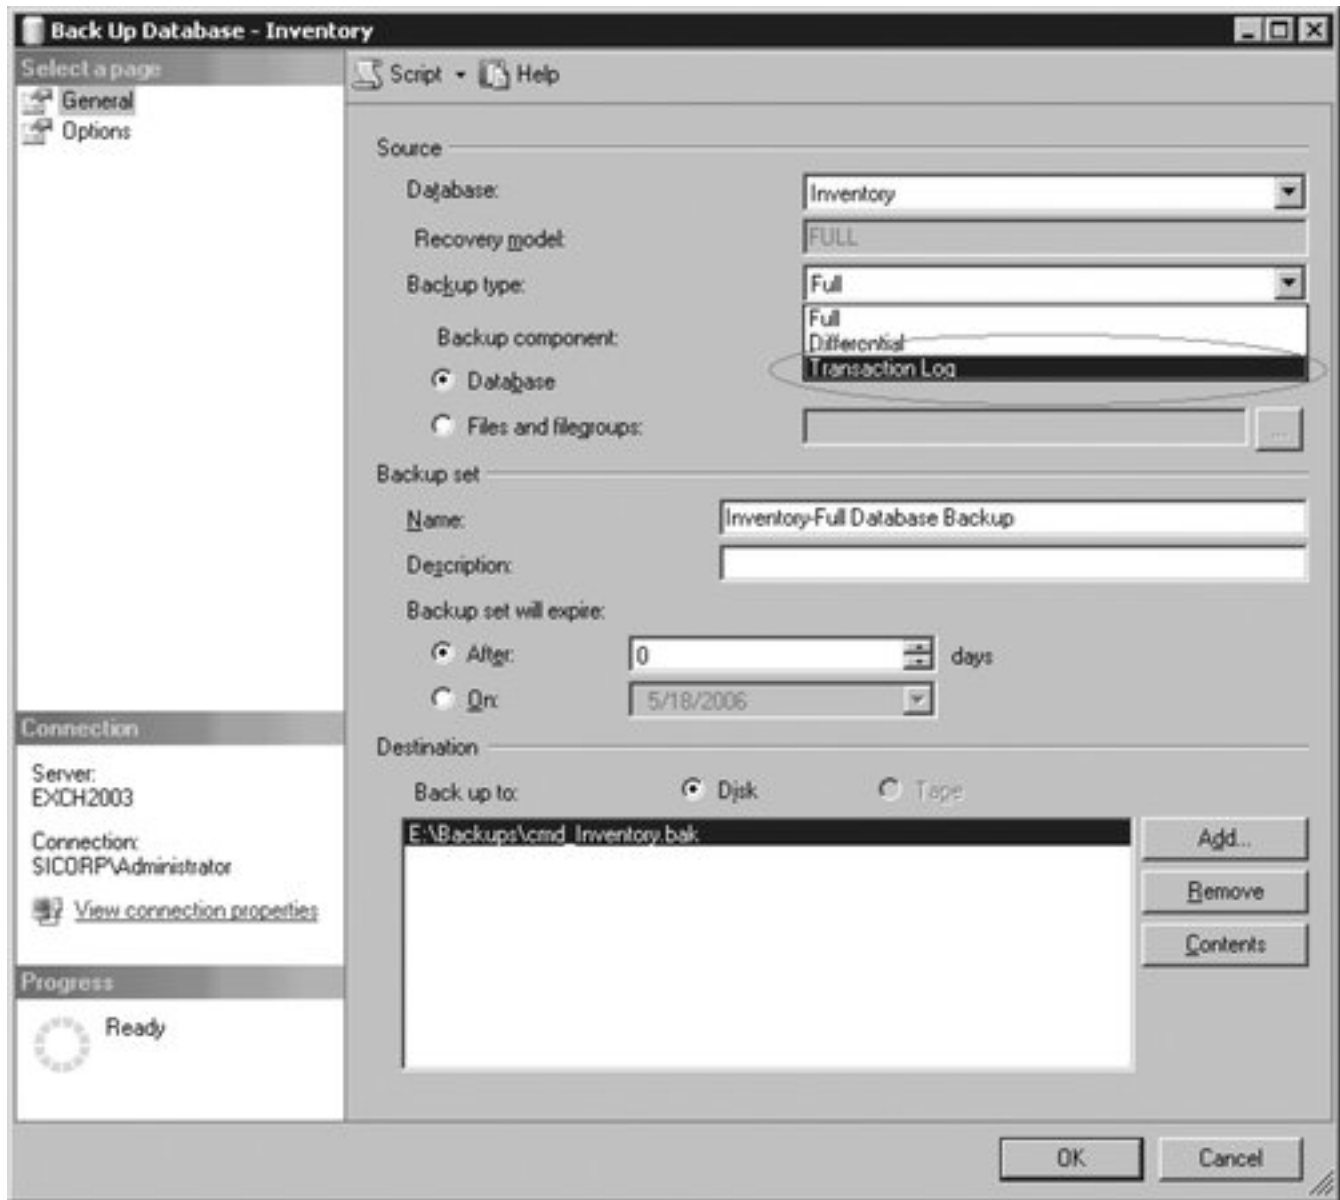 Back Up Database - Inventory
Select a page
General
Options
Script
Help
Source
Database:
Inventory
Recovery model:
FULL
Backup type:
Full
Full
Differential
Transaction Log
Backup component:
Database
Files and filegroups:
...
Backup set
Name:
Inventory-Full Database Backup
Description:
Backup set will expire:
After:
0
days
On:
5/18/2006
Destination
Back up to:
Disk
Tape
E:\Backups\cmd_Inventory.bak
Add...
Remove
Contents
Connection
Server:
EXCH2003
Connection:
SICORP\Administrator
View connection properties
Progress
Ready
OK
Cancel